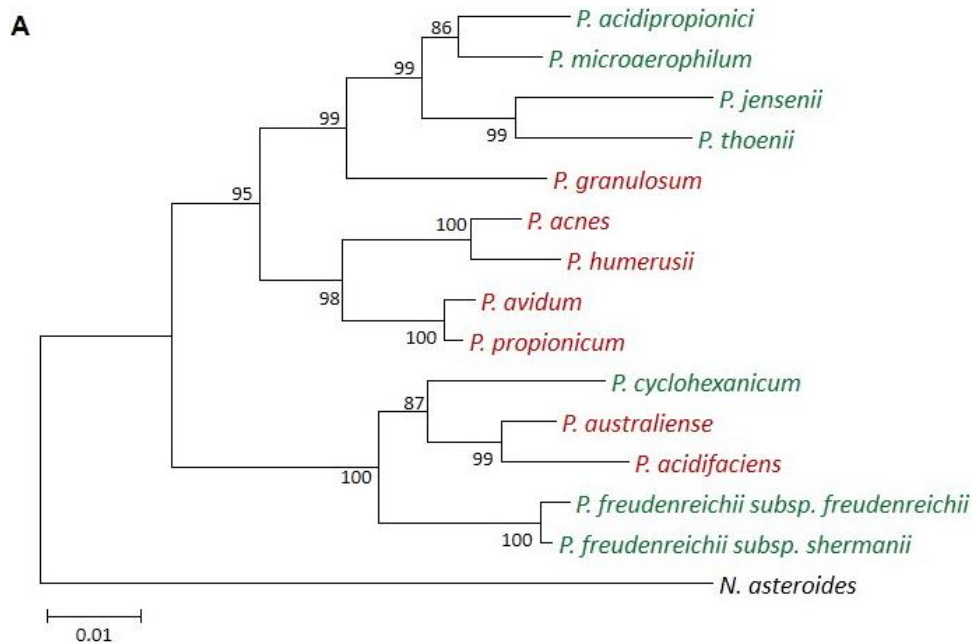 A
P. acidipropionici
86
P. microaerophilum
99
P. jensenii
99
99
P. thoenii
P. granulosum
95
P. acnes
100
P. humerusii
98
P. avidum
100
P. propionicum
P. cyclohexanicum
87
P. australiense
99
P. acidifaciens
100
P. freudenreichii subsp. freudenreichii
100
P. freudenreichii subsp. shermanii
N. asteroides
0.01